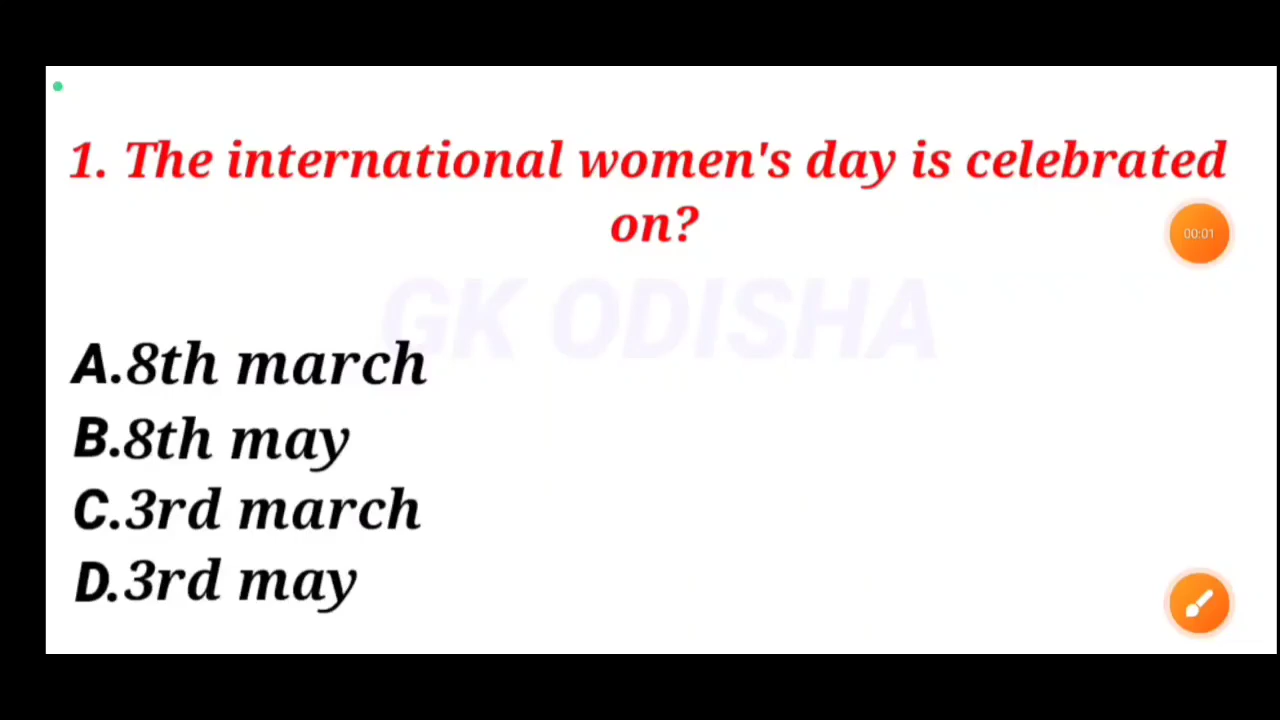 1. The international women's day is celebrated
on?
00:01
GK ODISHA
A.8th march
B.8th may
C.3rd march
D.3rd may